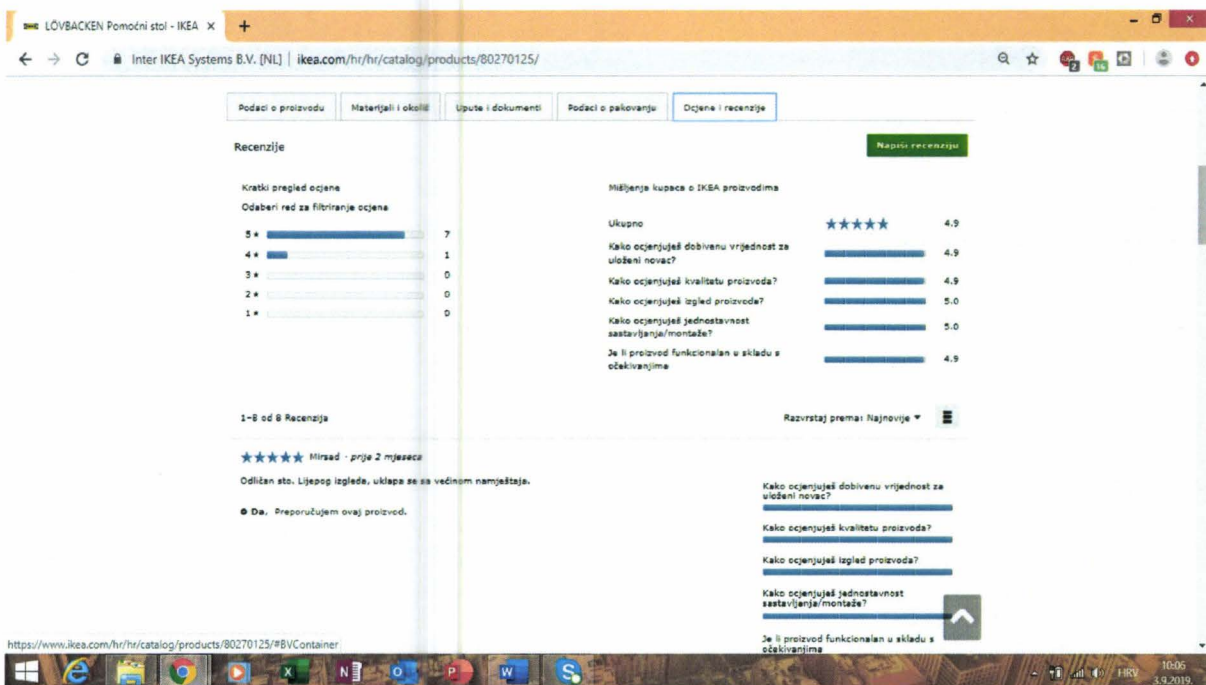 LÖVBACKEN Pomoćni stol - IKEA
Inter IKEA Systems B.V. [NL] | ikea.com/hr/hr/catalog/products/80270125/
2
16
Podaci o proizvodu
Materijali i okoliš
Upute i dokumenti
Podaci o pakovanju
Ocjene i recenzije
Recenzije
Napiši recenziju
Kratki pregled ocjene
Odaberi red za filtriranje ocjena
5★ 7
4★ 1
3★ 0
2★ 0
1★ 0
Mišljenja kupaca o IKEA proizvodima
Ukupno ★★★★★ 4.9
Kako ocjenjuješ dobivenu vrijednost za
uloženi novac? 4.9
Kako ocjenjuješ kvalitetu proizvoda? 4.9
Kako ocjenjuješ izgled proizvoda? 5.0
Kako ocjenjuješ jednostavnost
sastavljanja/montaže? 5.0
Je li proizvod funkcionalan u skladu s
očekivanjima 4.9
1-8 od 8 Recenzija
Razvrstaj prema: Najnovije ▼
★★★★★ Mirsad · prije 2 mjeseca
Odličan sto. Lijepog izgleda, uklapa se sa većinom namještaja.
Da, Preporučujem ovaj proizvod.
Kako ocjenjuješ dobivenu vrijednost za
uloženi novac?
Kako ocjenjuješ kvalitetu proizvoda?
Kako ocjenjuješ izgled proizvoda?
Kako ocjenjuješ jednostavnost
sastavljanja/montaže?
Je li proizvod funkcionalan u skladu s
očekivanjima
https://www.ikea.com/hr/hr/catalog/products/80270125/#BVContainer
HRV
10:06
3.9.2019.